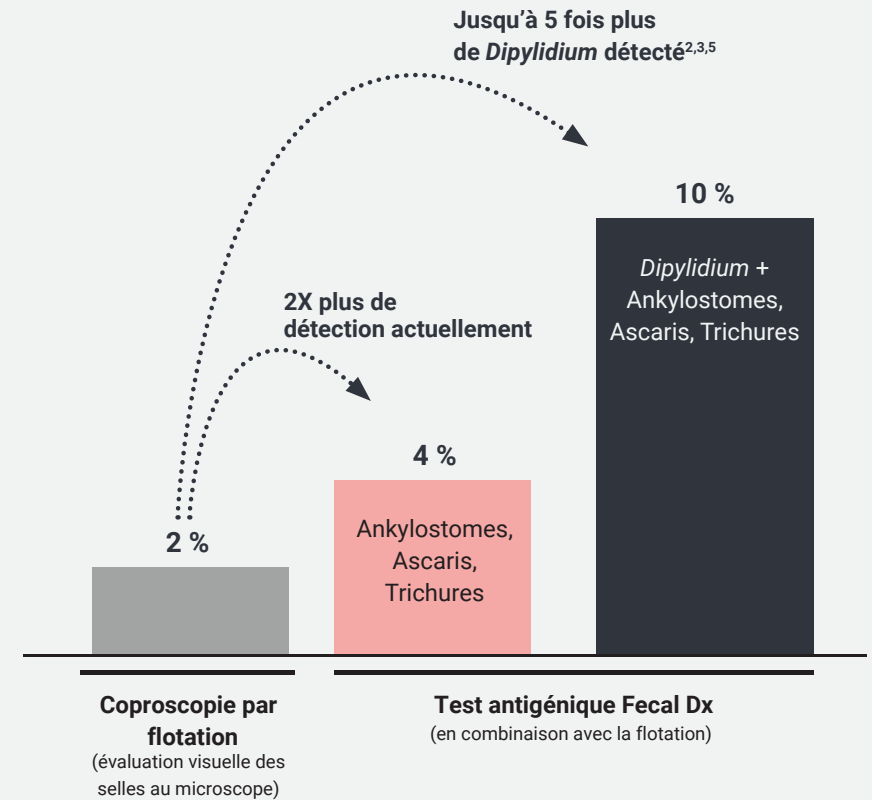 Jusqu’à 5 fois plus
de Dipylidium détecté2,3,5
10 %
Dipylidium +
Ankylostomes,
Ascaris, Trichures
2X plus de
détection actuellement
4 %
Ankylostomes,
Ascaris,
Trichures
2 %
Coproscopie par
flotation
(évaluation visuelle des
selles au microscope)
Test antigénique Fecal Dx
(en combinaison avec la flotation)